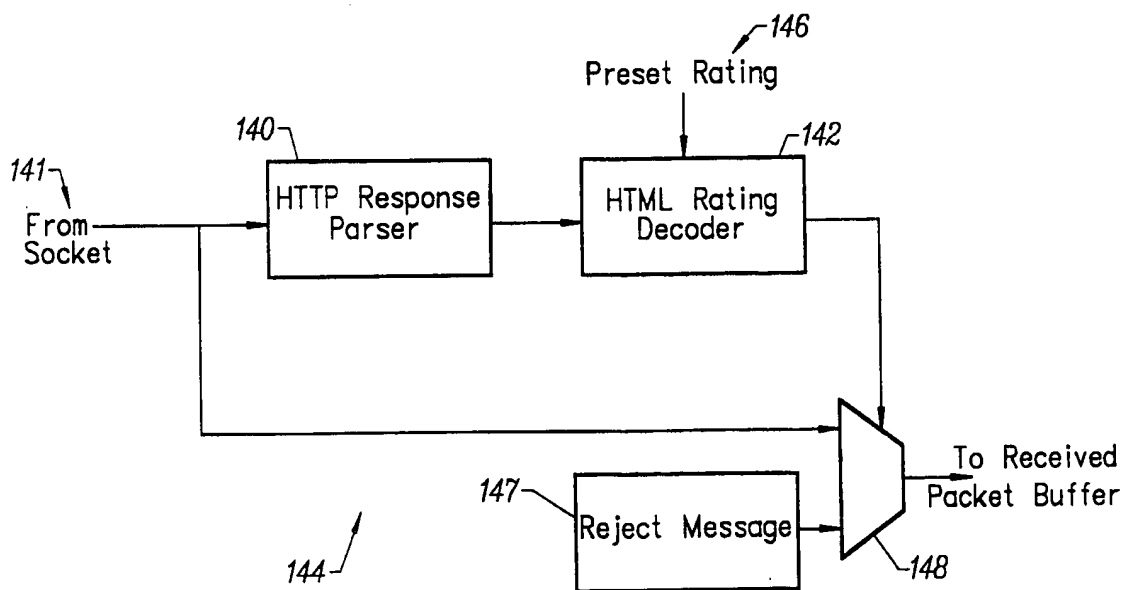 146
Preset Rating
140
142
141
HTTP Response
Parser
HTML Rating
Decoder
From
Socket
To Received
Packet Buffer
147
Reject Message
144
148